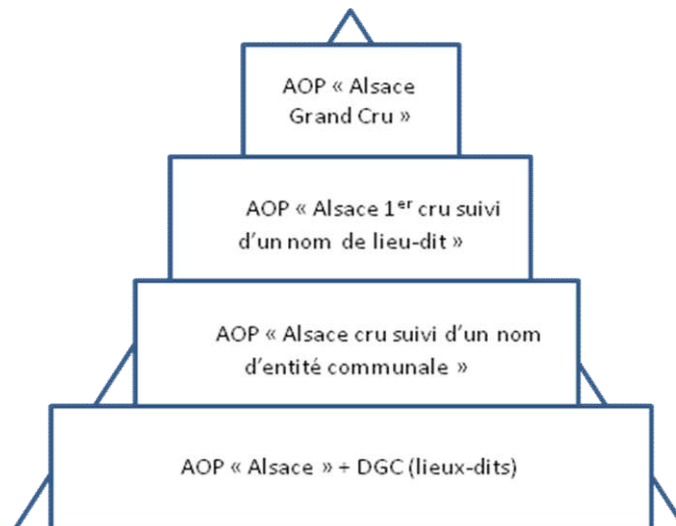 AOP « Alsace
Grand Cru »
AOP « Alsace 1er cru suivi
d'un nom de lieu-dit »
AOP « Alsace cru suivi d'un nom
d'entité communale »
AOP « Alsace » + DGC (lieux-dits)